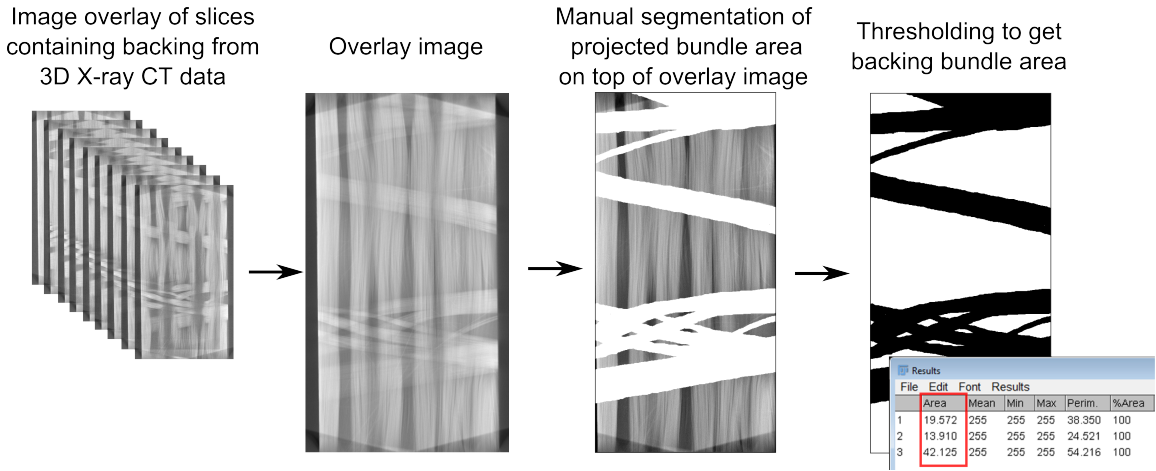 Image overlay of slices
containing backing from
3D X-ray CT data
Overlay image
Manual segmentation of
projected bundle area
on top of overlay image
Thresholding to get
backing bundle area
Results
File Edit Font Results
Area Mean Min Max Perim. %Area
1 19.572 255 255 255 38.350 100
2 13.910 255 255 255 24.521 100
3 42.125 255 255 255 54.216 100